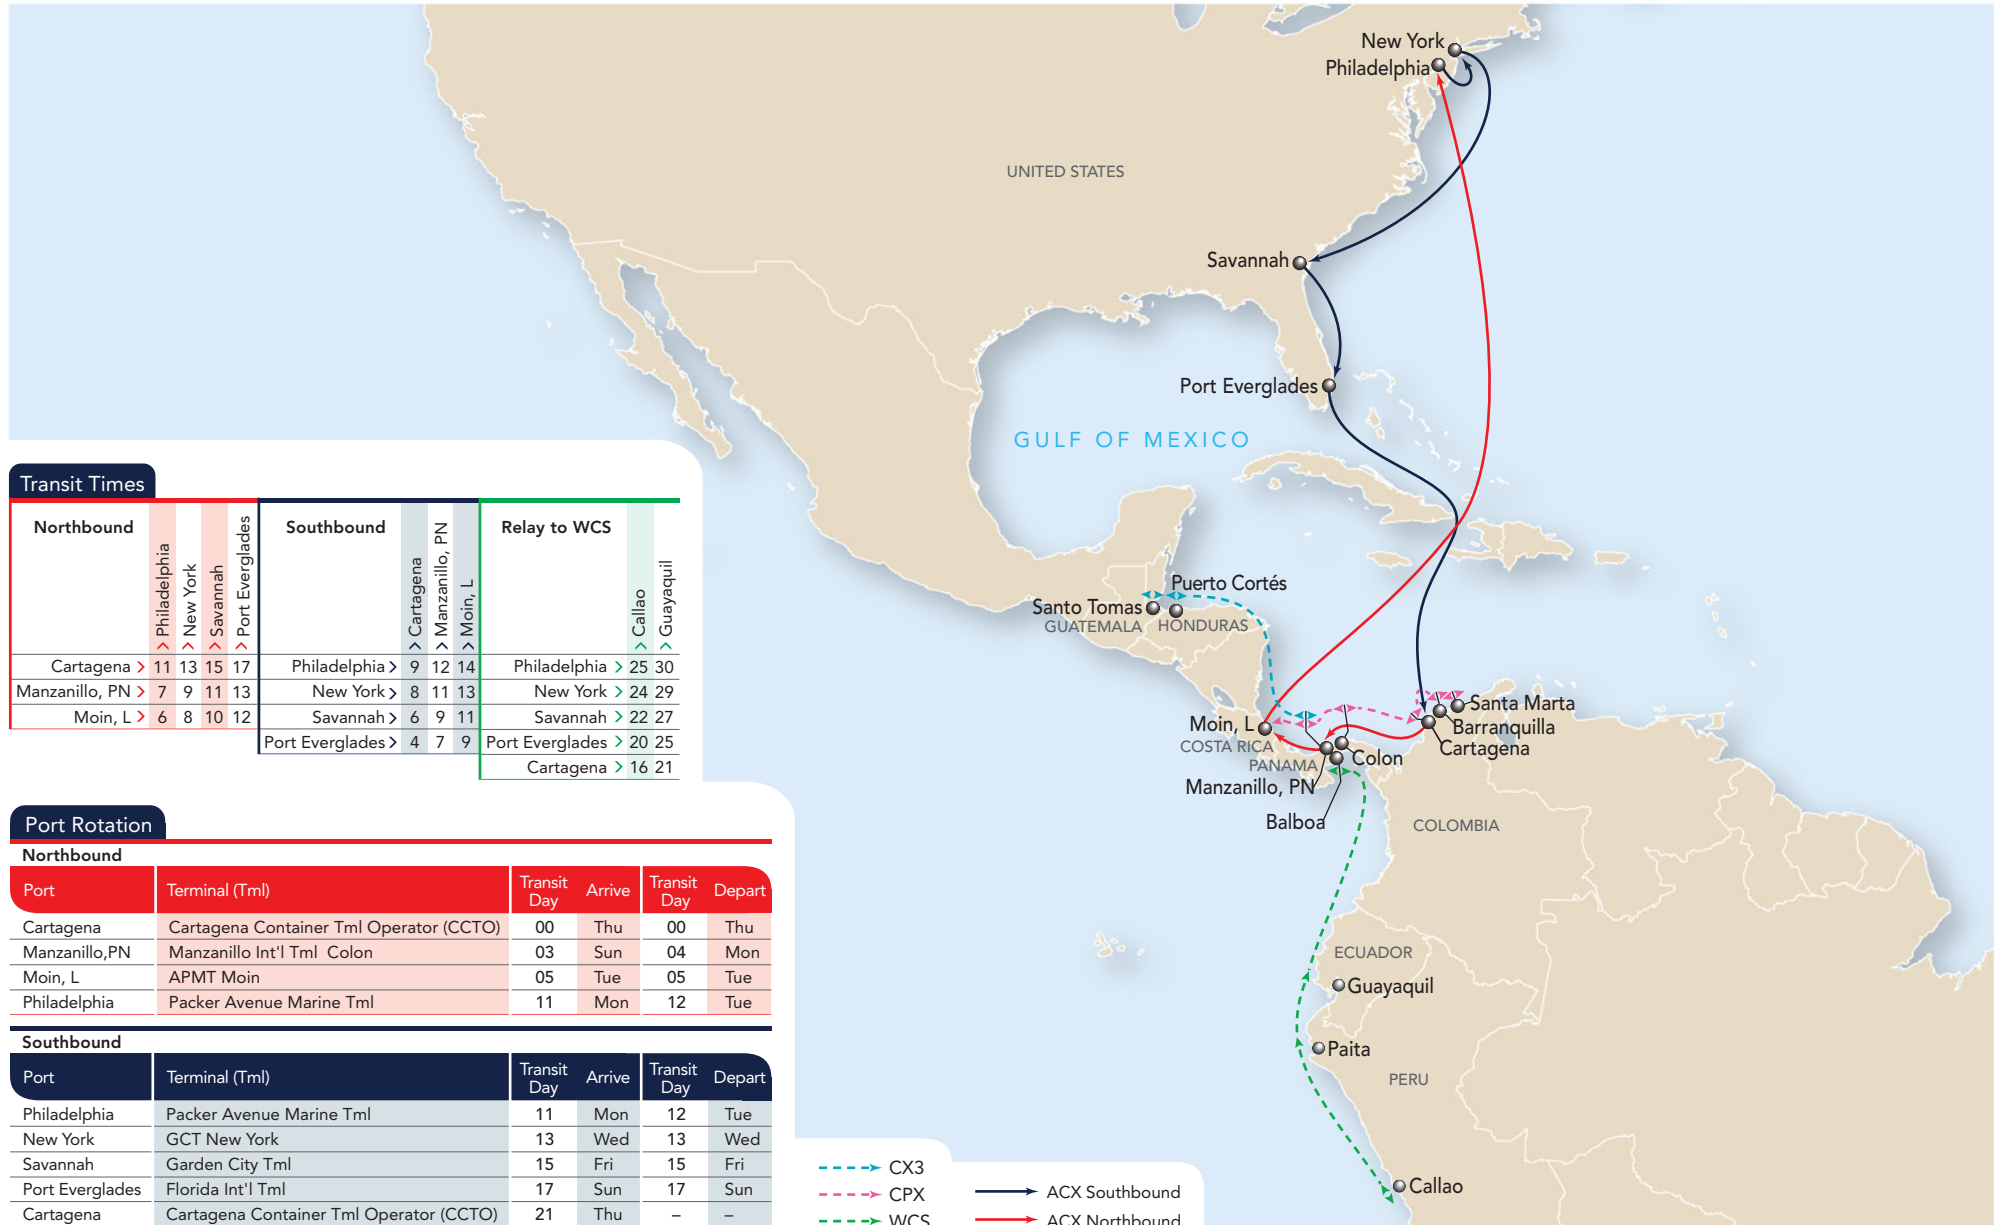 New York
Philadelphia
UNITED STATES
Savannah
Port Everglades
GULF OF MEXICO
Puerto Cortés
Santo Tomas
GUATEMALA
HONDURAS
Santa Marta
Barranquilla
Cartagena
Moin, L
COSTA RICA
PANAMA
Colon
Manzanillo, PN
Balboa
COLOMBIA
ECUADOR
Guayaquil
Paita
PERU
Callao
Transit Times
Northbound > Philadelphia > New York > Savannah > Port Everglades
Cartagena > 11 13 15 17
Manzanillo, PN > 7 9 11 13
Moin, L > 6 8 10 12
Southbound > Cartagena > Manzanillo, PN > Moin, L
Philadelphia > 9 12 14
New York > 8 11 13
Savannah > 6 9 11
Port Everglades > 4 7 9
Relay to WCS > Callao > Guayaquil
Philadelphia > 25 30
New York > 24 29
Savannah > 22 27
Port Everglades > 20 25
Cartagena > 16 21
Port Rotation
Northbound
Port Terminal (Tml) Transit Day Arrive Transit Day Depart
Cartagena Cartagena Container Tml Operator (CCTO) 00 Thu 00 Thu
Manzanillo,PN Manzanillo Int'l Tml Colon 03 Sun 04 Mon
Moin, L APMT Moin 05 Tue 05 Tue
Philadelphia Packer Avenue Marine Tml 11 Mon 12 Tue
Southbound
Port Terminal (Tml) Transit Day Arrive Transit Day Depart
Philadelphia Packer Avenue Marine Tml 11 Mon 12 Tue
New York GCT New York 13 Wed 13 Wed
Savannah Garden City Tml 15 Fri 15 Fri
Port Everglades Florida Int'l Tml 17 Sun 17 Sun
Cartagena Cartagena Container Tml Operator (CCTO) 21 Thu – –
CX3
CPX
WCS
ACX Southbound
ACX Northbound